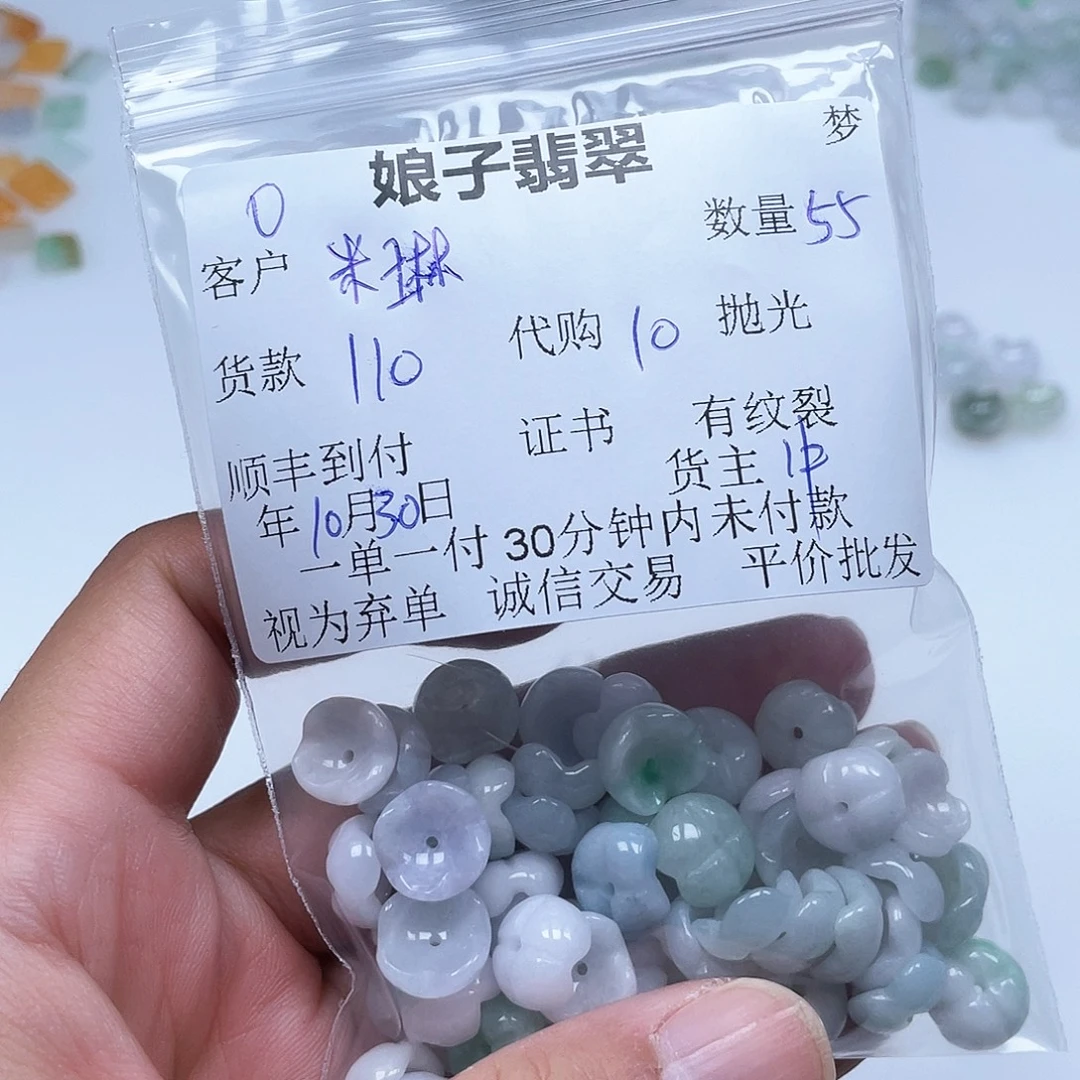 梦
娘子翡翠
0
客户 米琳 数量55
货款 110 代购 10 抛光
顺丰到付 证书 有纹裂
年10月30日 货主
一单一付 30分钟内未付款
视为弃单 诚信交易 平价批发